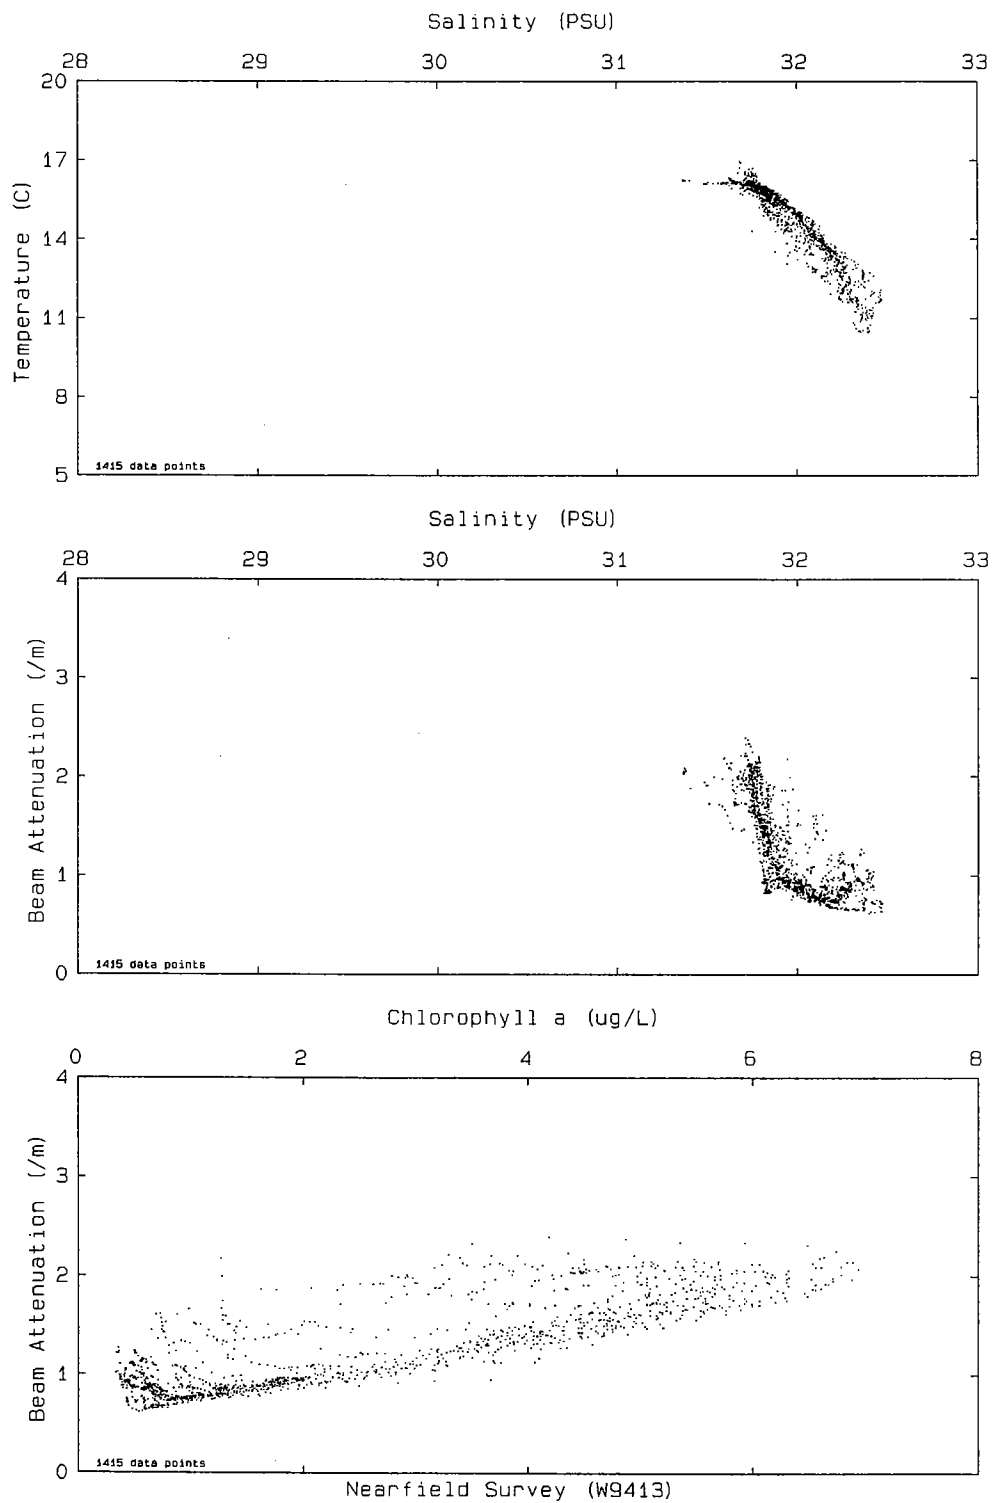 Salinity (PSU)
28 29 30 31 32 33
20
17
14
11
8
5
Temperature (C)
1415 data points
Salinity (PSU)
28 29 30 31 32 33
4
3
2
1
0
Beam Attenuation (/m)
1415 data points
Chlorophyll a (ug/L)
0 2 4 6 8
4
3
2
1
0
Beam Attenuation (/m)
1415 data points
Nearfield Survey (W9413)